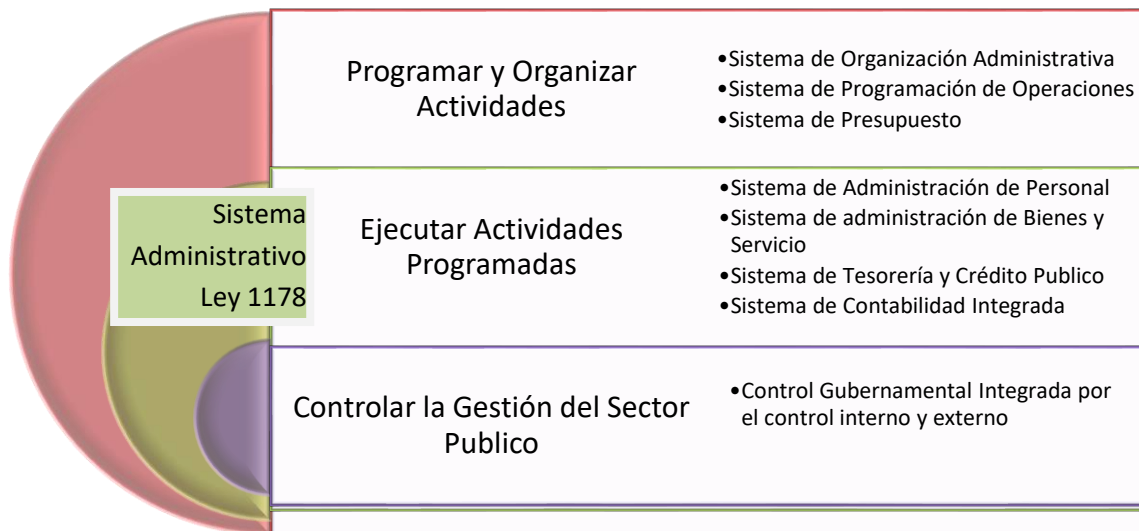 Programar y Organizar
Actividades
•Sistema de Organización Administrativa
•Sistema de Programación de Operaciones
•Sistema de Presupuesto
Sistema
Administrativo
Ley 1178
Ejecutar Actividades
Programadas
•Sistema de Administración de Personal
•Sistema de administración de Bienes y
Servicio
•Sistema de Tesorería y Crédito Publico
•Sistema de Contabilidad Integrada
Controlar la Gestión del Sector
Publico
•Control Gubernamental Integrada por
el control interno y externo